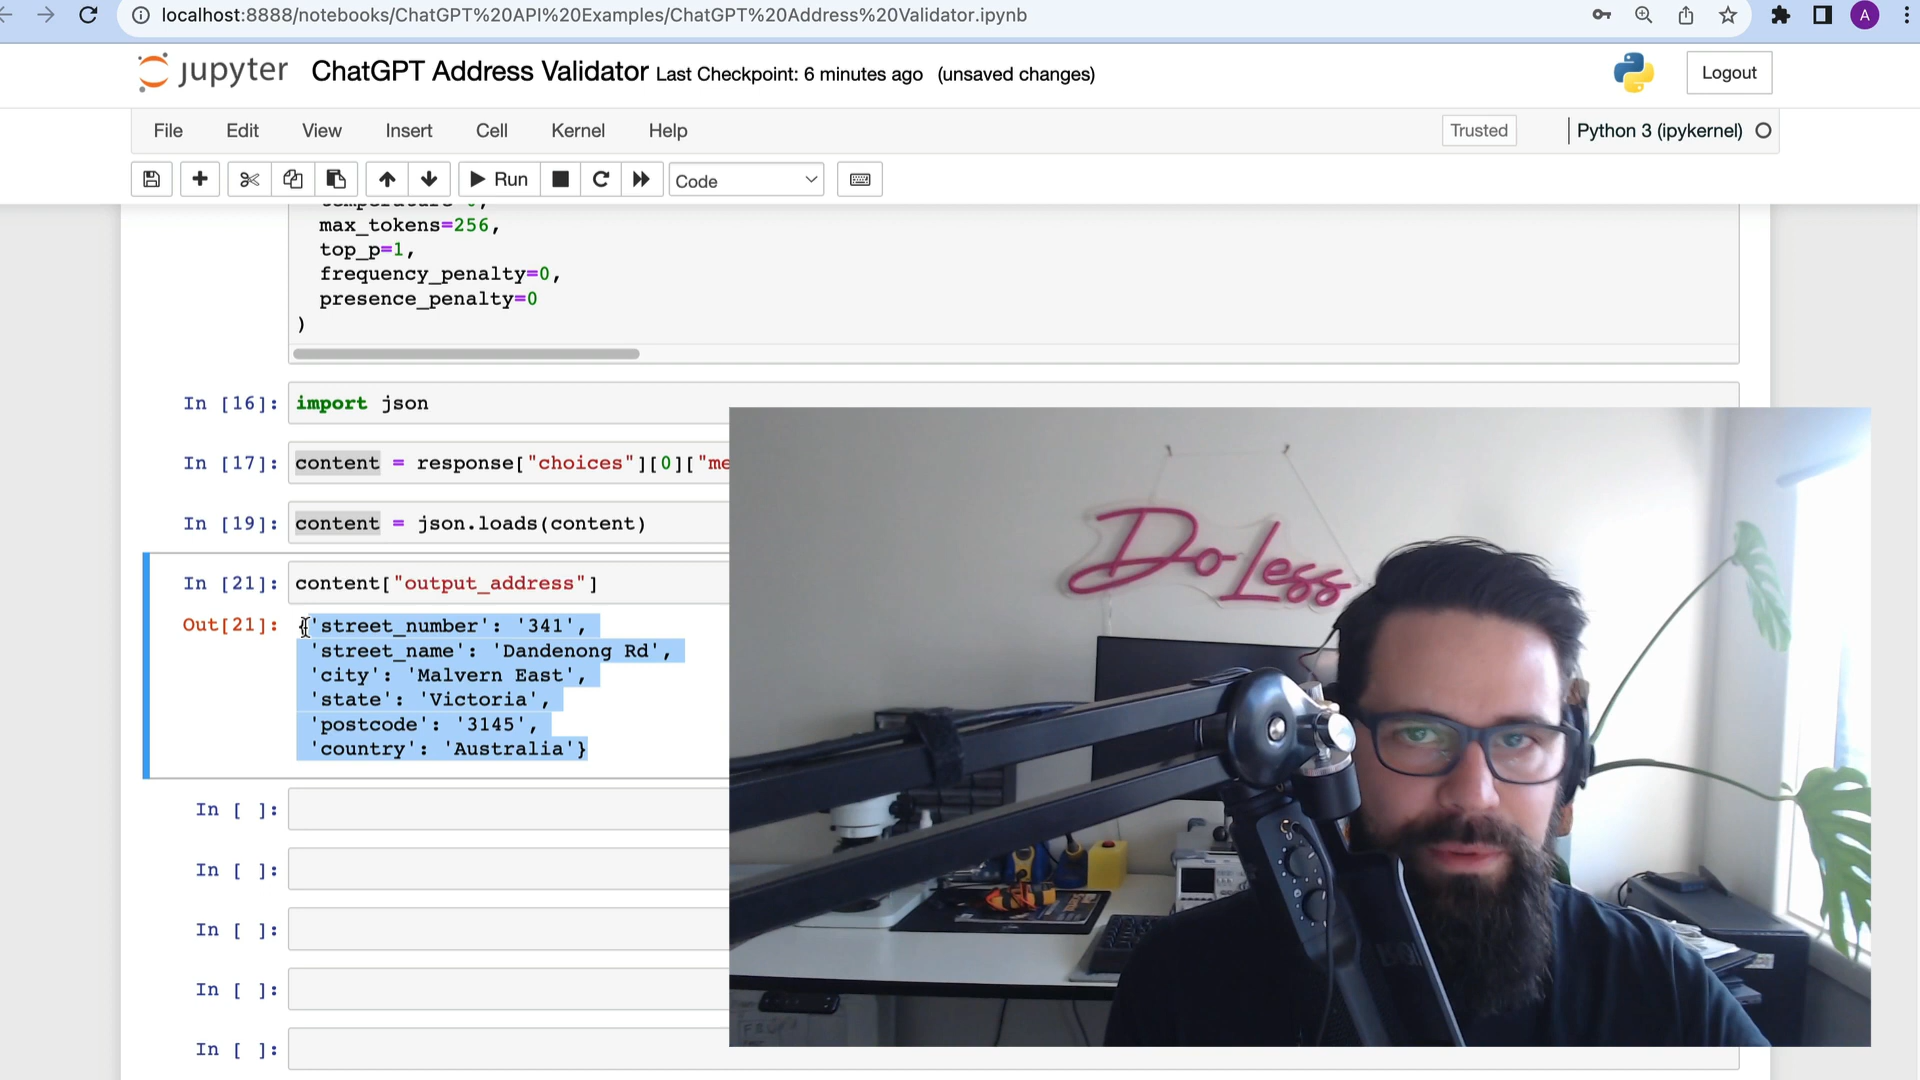 localhost:8888/notebooks/ChatGPT%20API%20Examples/ChatGPT%20Address%20Validator.ipynb
A
jupyter ChatGPT Address Validator Last Checkpoint: 6 minutes ago (unsaved changes)
Logout
File Edit View Insert Cell Kernel Help
Trusted
Python 3 (ipykernel)
Run
Code
max_tokens=256,
top_p=1,
frequency_penalty=0,
presence_penalty=0
)
In [16]: import json
In [17]: content = response["choices"][0]["me
In [19]: content = json.loads(content)
In [21]: content["output_address"]
Out[21]: {'street_number': '341',
'street_name': 'Dandenong Rd',
'city': 'Malvern East',
'state': 'Victoria',
'postcode': '3145',
'country': 'Australia'}
In [ ]:
In [ ]:
In [ ]:
In [ ]:
In [ ]:
Do Less